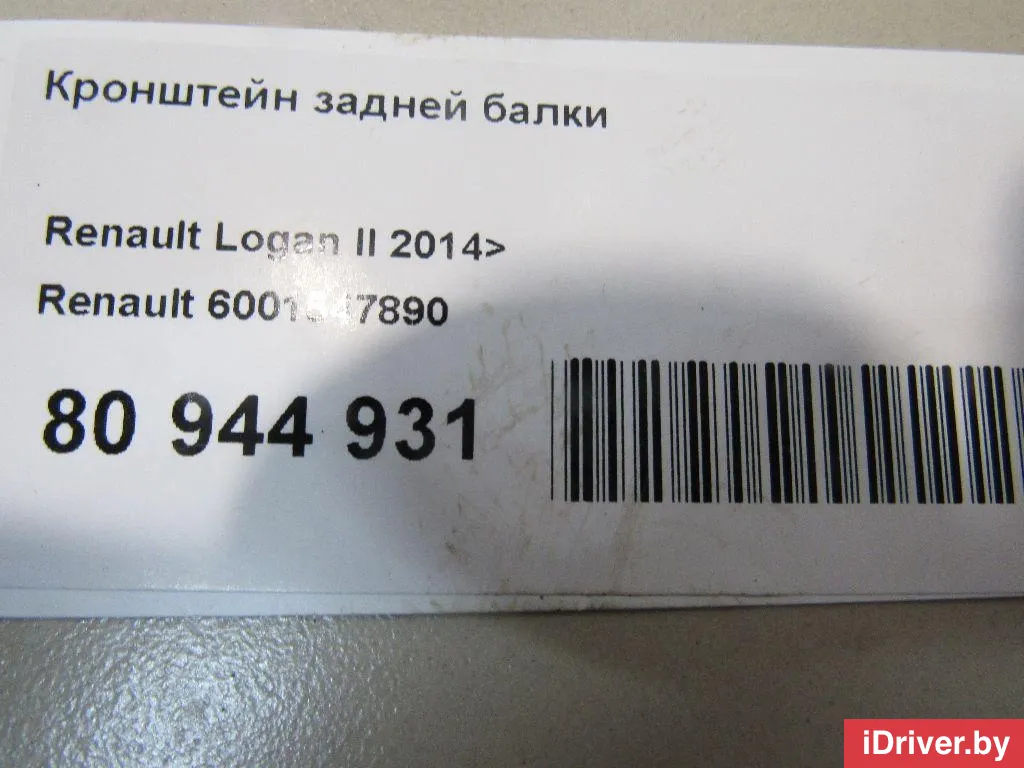 Кронштейн задней балки
Renault Logan II 2014>
Renault
80 944 931
iDriver.by